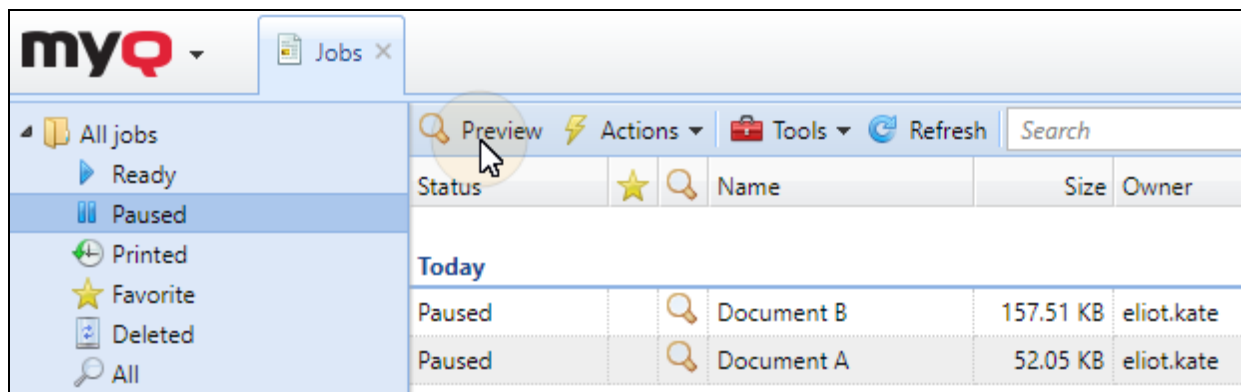 myQ
Jobs
All jobs
Ready
Paused
Printed
Favorite
Deleted
All
Preview Actions Tools Refresh Search
Status Name Size Owner
Today
Paused Document B 157.51 KB eliot.kate
Paused Document A 52.05 KB eliot.kate